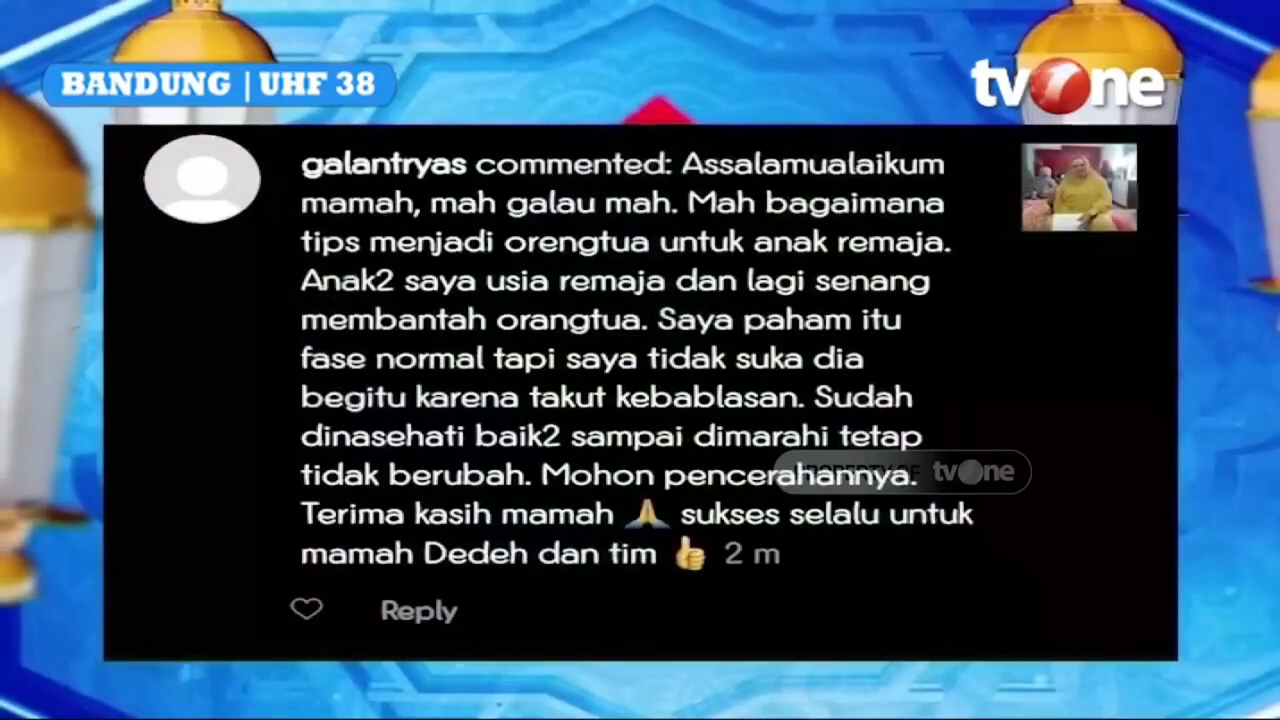 BANDUNG | UHF 38
tvOne
galantryas commented: Assalamualaikum
mamah, mah galau mah. Mah bagaimana
tips menjadi orengtua untuk anak remaja.
Anak2 saya usia remaja dan lagi senang
membantah orangtua. Saya paham itu
fase normal tapi saya tidak suka dia
begitu karena takut kebablasan. Sudah
dinasehati baik2 sampai dimarahi tetap
tidak berubah. Mohon pencerahannya.
PROPERTY OF tvOne
Terima kasih mamah 🙏 sukses selalu untuk
mamah Dedeh dan tim 👍 2 m
Reply